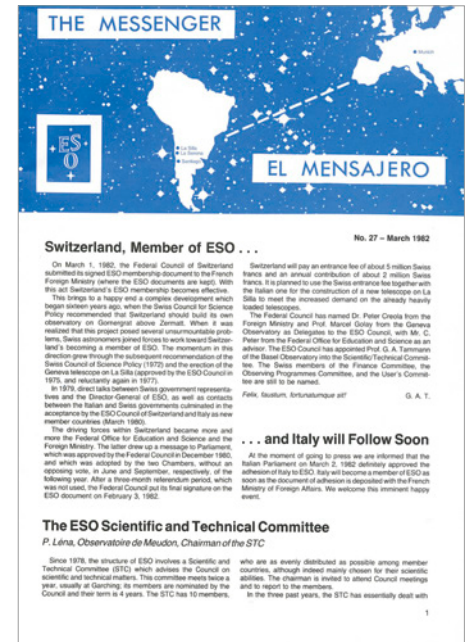 THE MESSENGER
Munich
La Silla
La Serena
Santiago
ES
O
EL MENSAJERO
No. 27 – March 1982
Switzerland, Member of ESO . . .
On March 1, 1982, the Federal Council of Switzerland
submitted its signed ESO membership document to the French
Foreign Ministry (where the ESO documents are kept). With
this act Switzerland's ESO membership becomes effective.
This brings to a happy end a complex development which
began sixteen years ago, when the Swiss Council for Science
Policy recommended that Switzerland should build its own
observatory on Gornergrat above Zermatt. When it was
realized that this project posed several unsurmountable prob-
lems, Swiss astronomers joined forces to work toward Switzer-
land's becoming a member of ESO. The momentum in this
direction grew through the subsequent recommendation of the
Swiss Council of Science Policy (1972) and the erection of the
Geneva telescope on La Silla (approved by the ESO Council in
1975, and reluctantly again in 1977).
In 1979, direct talks between Swiss government representa-
tives and the Director-General of ESO, as well as contacts
between the Italian and Swiss governments culminated in the
acceptance by the ESO Council of Switzerland and Italy as new
member countries (March 1980).
The driving forces within Switzerland became more and
more the Federal Office for Education and Science and the
Foreign Ministry. The latter drew up a message to Parliament,
which was approved by the Federal Council in December 1980,
and which was adopted by the two Chambers, without an
opposing vote, in June and September, respectively, of the
following year. After a three-month referendum period, which
was not used, the Federal Council put its final signature on the
ESO document on February 3, 1982.
Switzerland will pay an entrance fee of about 5 million Swiss
francs and an annual contribution of about 2 million Swiss
francs. It is planned to use the Swiss entrance fee together with
the Italian one for the construction of a new telescope on La
Silla to meet the increased demand on the already heavily
loaded telescopes.
The Federal Council has named Dr. Peter Creola from the
Foreign Ministry and Prof. Marcel Golay from the Geneva
Observatory as Delegates to the ESO Council, with Mr. C.
Peter from the Federal Office for Education and Science as an
advisor. The ESO Council has appointed Prof. G. A. Tammann
of the Basel Observatory into the Scientific/Technical Commit-
tee. The Swiss members of the Finance Committee, the
Observing Programmes Committee, and the User's Commit-
tee are still to be named.
Felix, faustum, fortunatumque sit! G. A. T.
. . . and Italy will Follow Soon
At the moment of going to press we are informed that the
Italian Parliament on March 2, 1982 definitely approved the
adhesion of Italy to ESO. Italy will become a member of ESO as
soon as the document of adhesion is deposited with the French
Ministry of Foreign Affairs. We welcome this imminent happy
event.
The ESO Scientific and Technical Committee
P. Léna, Observatoire de Meudon, Chairman of the STC
Since 1978, the structure of ESO involves a Scientific and
Technical Committee (STC) which advises the Council on
scientific and technical matters. This committee meets twice a
year, usually at Garching; its members are nominated by the
Council and their term is 4 years. The STC has 10 members,
who are as evenly distributed as possible among member
countries, although indeed mainly chosen for their scientific
abilities. The chairman is invited to attend Council meetings
and to report to the members.
In the three past years, the STC has essentially dealt with
1